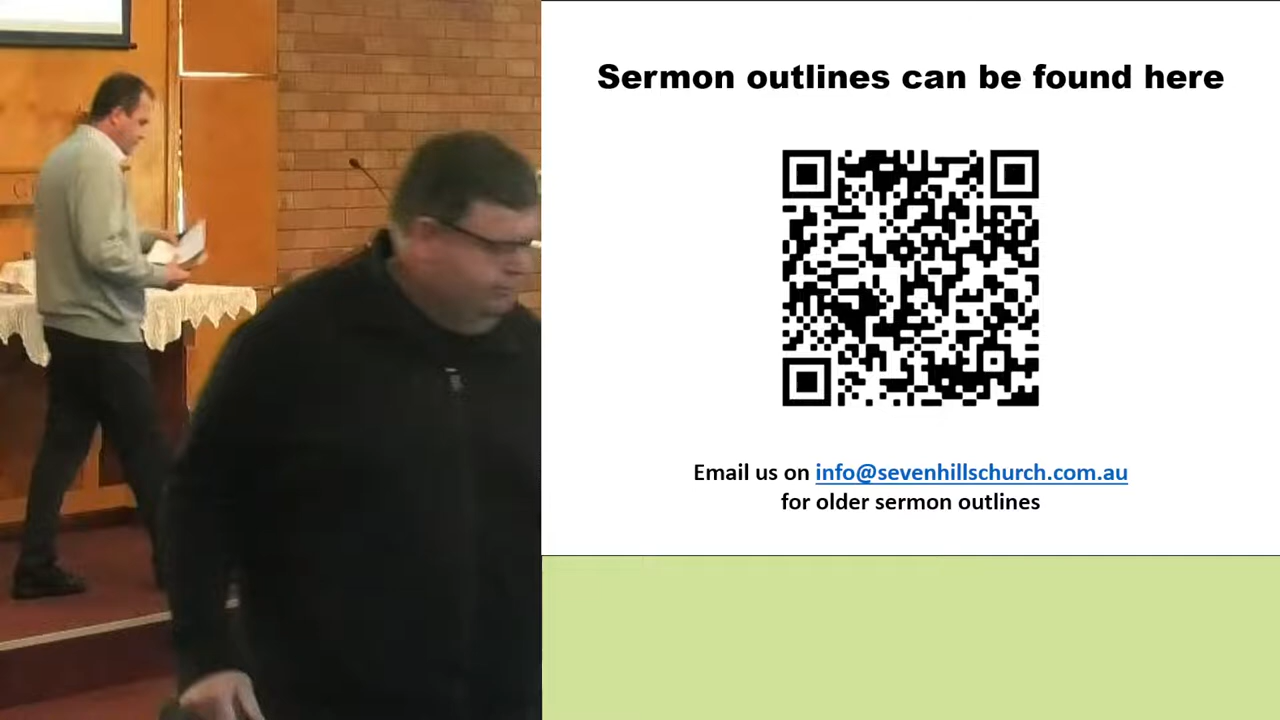 Sermon outlines can be found here
Email us on info@sevenhillschurch.com.au
for older sermon outlines